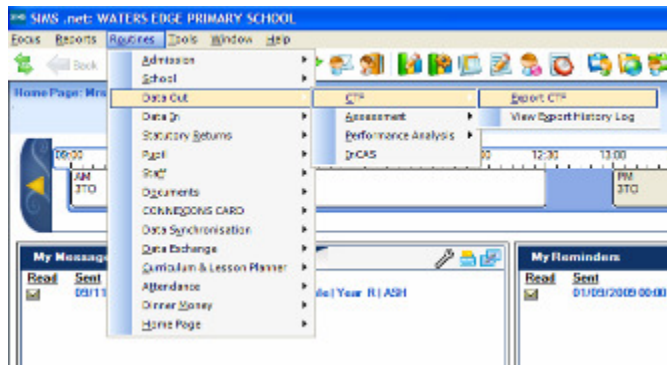 SIMS .net: WATERS EDGE PRIMARY SCHOOL
Focus Reports Routines Tools Window Help
Back
Home Page: Mrs
Admission
School
Data Out
Data In
Statutory Returns
Pupil
Staff
Documents
CONNEXIONS CARD
Data Synchronisation
Data Exchange
Curriculum & Lesson Planner
Attendance
Dinner Money
Home Page
CTF
Assessment
Performance Analysis
InCAS
Export CTF
View Export History Log
09:00 12:30 13:00
AM PM
3TO 3TO
My Message My Reminders
Read Sent Read Sent
09/11 | Year R | ASH 01/09/2009 00:00